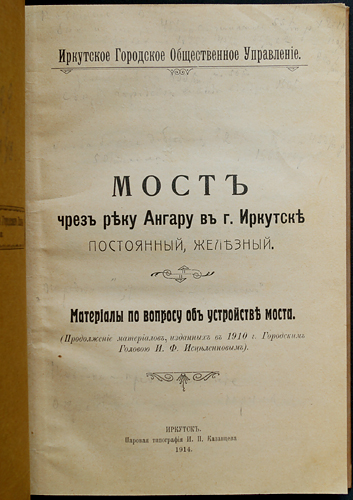 Иркутское Городское Общественное Управленіе.
МОСТЪ
чрезъ рѣку Ангару въ г. Иркутскѣ
ПОСТОЯННЫЙ, ЖЕЛѢЗНЫЙ.
Матеріалы по вопросу объ устройствѣ моста.
(Продолженіе матеріаловъ, изданныхъ въ 1910 г. Городскимъ
Головою И. Ф. Исцѣленновымъ).
ИРКУТСКЪ.
Паровая типографія И. П. Казанцева
1914.